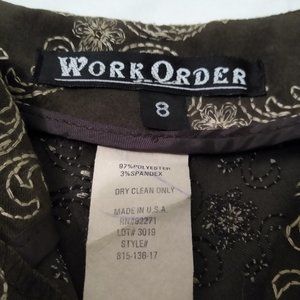 WORK ORDER
8
97% POLYESTER
3% SPANDEX
DRY CLEAN ONLY
MADE IN U.S.A
RN#92271
LOT# 3019
STYLE#
815-136-17